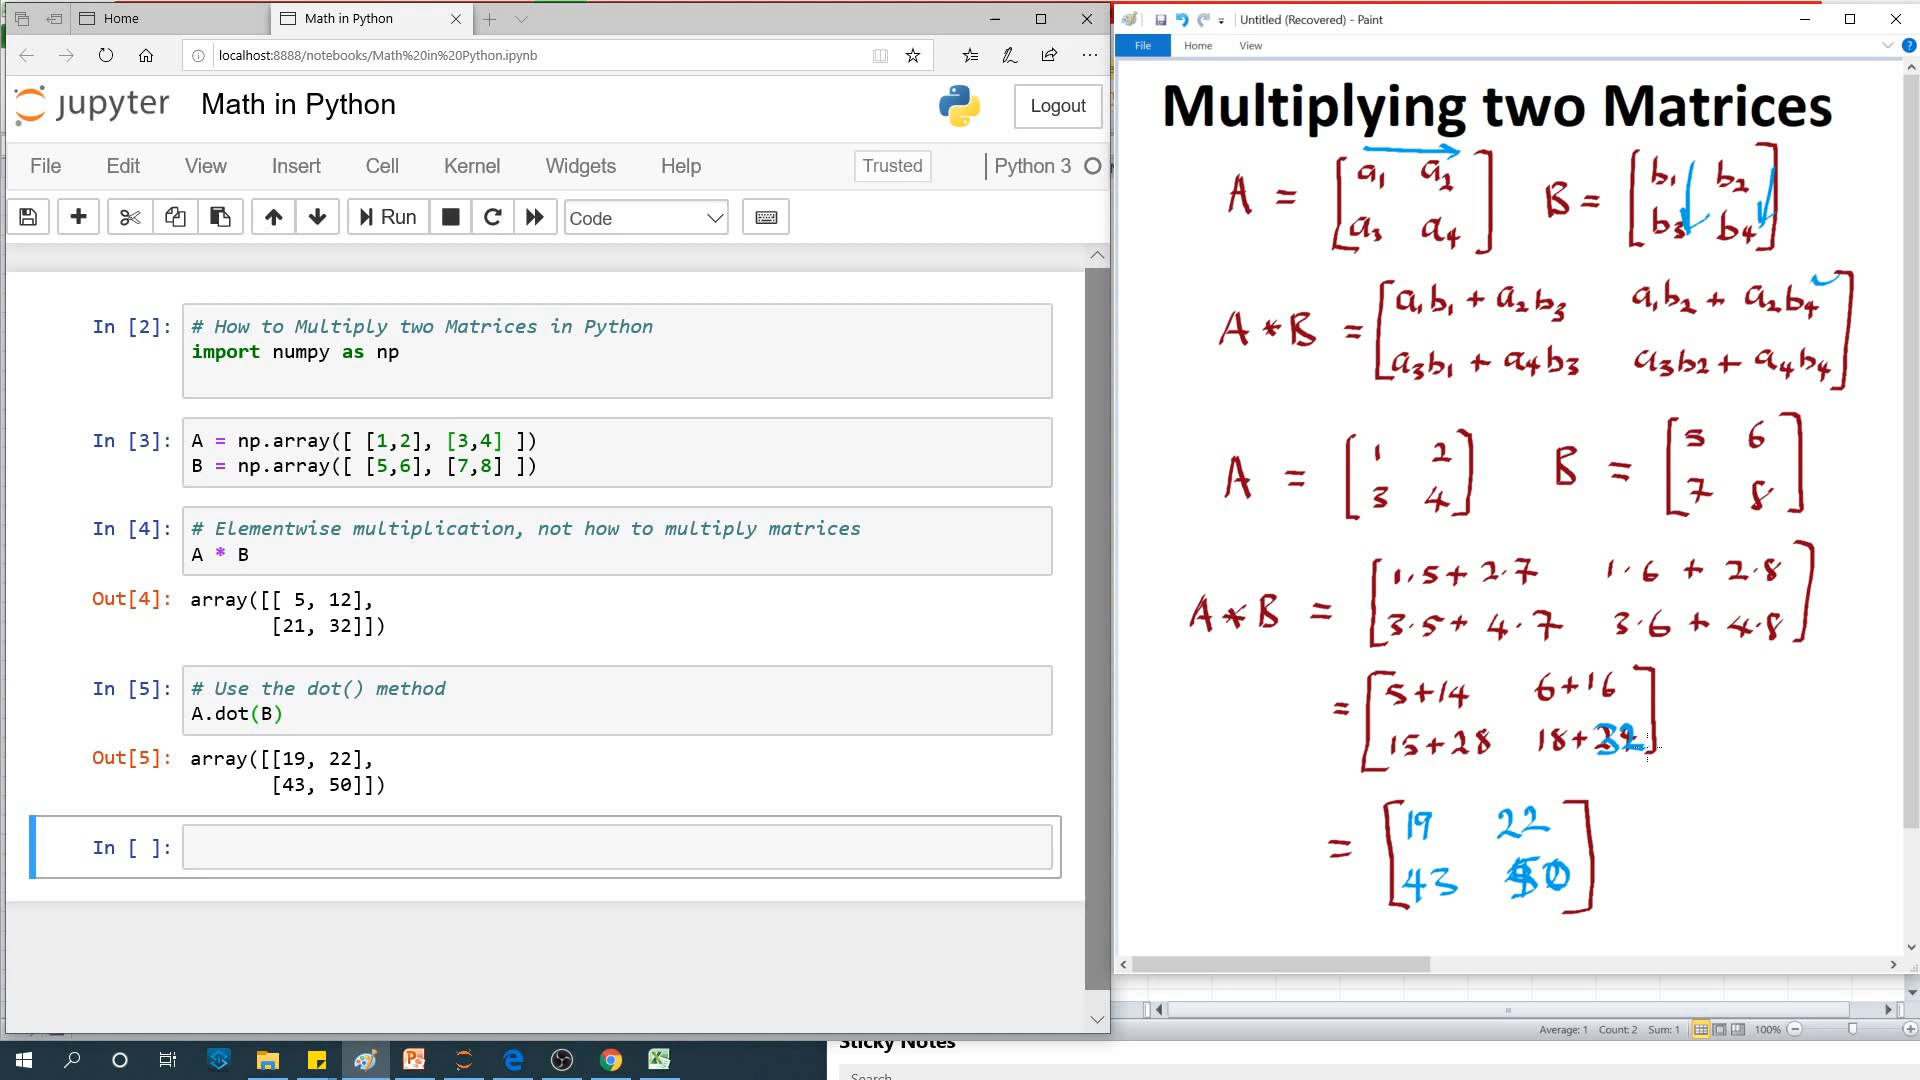 Home
Math in Python
localhost:8888/notebooks/Math%20in%20Python.ipynb
jupyter Math in Python
Logout
File Edit View Insert Cell Kernel Widgets Help
Trusted
Python 3
Run
Code
In [2]: # How to Multiply two Matrices in Python
import numpy as np
In [3]: A = np.array([ [1,2], [3,4] ])
B = np.array([ [5,6], [7,8] ])
In [4]: # Elementwise multiplication, not how to multiply matrices
A * B
Out[4]: array([[ 5, 12],
[21, 32]])
In [5]: # Use the dot() method
A.dot(B)
Out[5]: array([[19, 22],
[43, 50]])
In [ ]:
Untitled (Recovered) - Paint
File Home View
Multiplying two Matrices
A = [a1 a2 B = [b1 b2
a3 a4] b3 b4]
A * B = [a1b1 + a2b3 a1b2 + a2b4
a3b1 + a4b3 a3b2 + a4b4]
A = [1 2 B = [5 6
3 4] 7 8]
A * B = [1.5 + 2.7 1.6 + 2.8
3.5 + 4.7 3.6 + 4.8]
= [5+14 6+16
15+28 18+32]
= [19 22
43 50]
Average: 1 Count: 2 Sum: 1 100%
Sticky Notes
Search